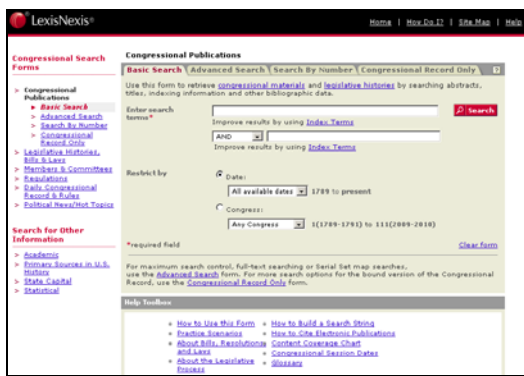 LexisNexis®
Home | How Do I? | Site Map | Help
Congressional Search Forms
> Congressional Publications
Basic Search
> Advanced Search
> Search By Number
> Congressional Record Only
> Legislative Histories, Bills & Laws
> Members & Committees
> Regulations
> Daily Congressional Record & Rules
> Political News/Hot Topics
Search for Other Information
> Academic
> Primary Sources in U.S. History
> State Capital
> Statistical
Congressional Publications
Basic Search Advanced Search Search By Number Congressional Record Only ?
Use this form to retrieve congressional materials and legislative histories by searching abstracts,
titles, indexing information and other bibliographic data.
Enter search terms*
Search
Improve results by using Index Terms
AND
Improve results by using Index Terms
Restrict by
Date:
All available dates 1789 to present
Congress:
Any Congress 1(1789-1791) to 111(2009-2010)
*required field
Clear form
For maximum search control, full-text searching or Serial Set map searches,
use the Advanced Search form. For more search options for the bound version of the Congressional
Record, use the Congressional Record Only form.
Help Toolbox
How to Use this Form
Practice Scenarios
About Bills, Resolutions and Laws
About the Legislative Process
How to Build a Search String
How to Cite Electronic Publications
Content Coverage Chart
Congressional Session Dates
Glossary